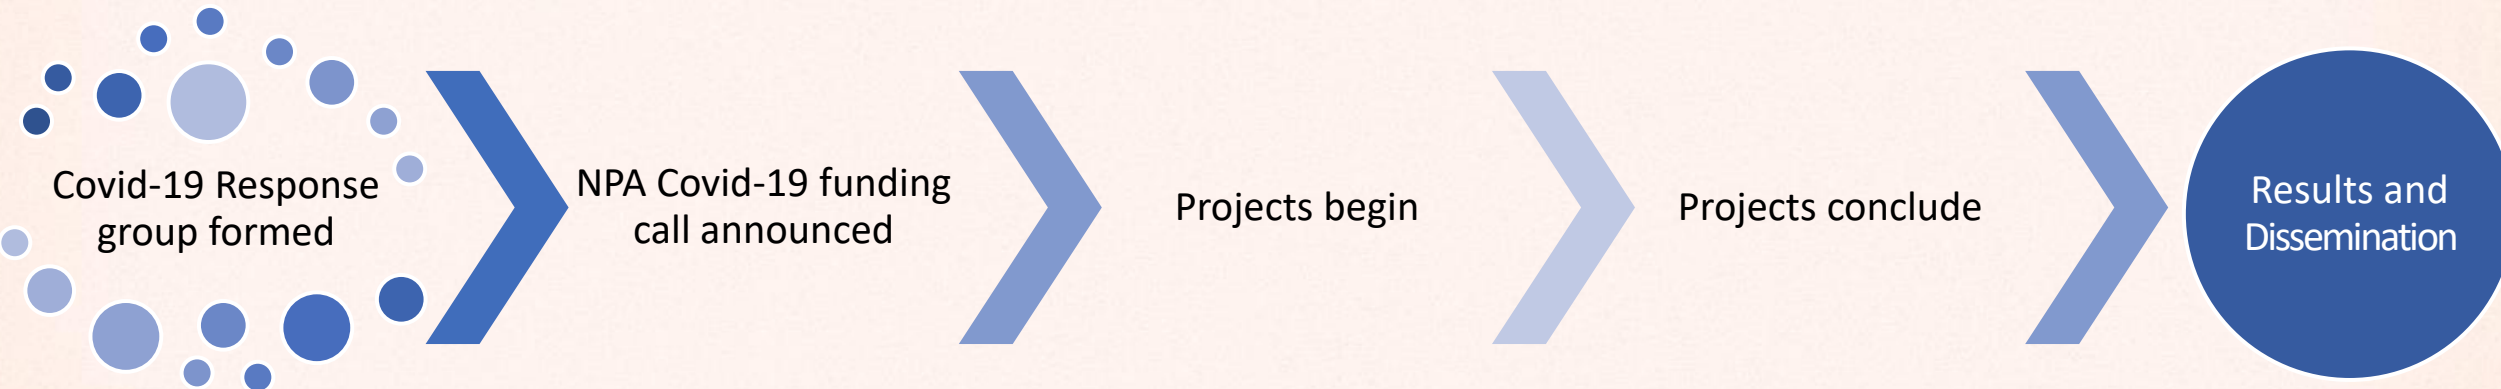 Covid-19 Response
group formed
NPA Covid-19 funding
call announced
Projects begin
Projects conclude
Results and
Dissemination